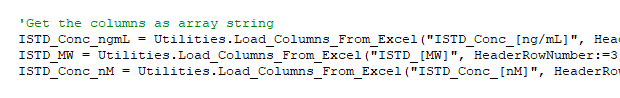 'Get the columns as array string
ISTD_Conc_ngmL = Utilities.Load_Columns_From_Excel("ISTD_Conc_[ng/mL]", Hea
ISTD_MW = Utilities.Load_Columns_From_Excel("ISTD_[MW]", HeaderRowNumber:=3
ISTD_Conc_nM = Utilities.Load_Columns_From_Excel("ISTD_Conc_[nM]", HeaderRo